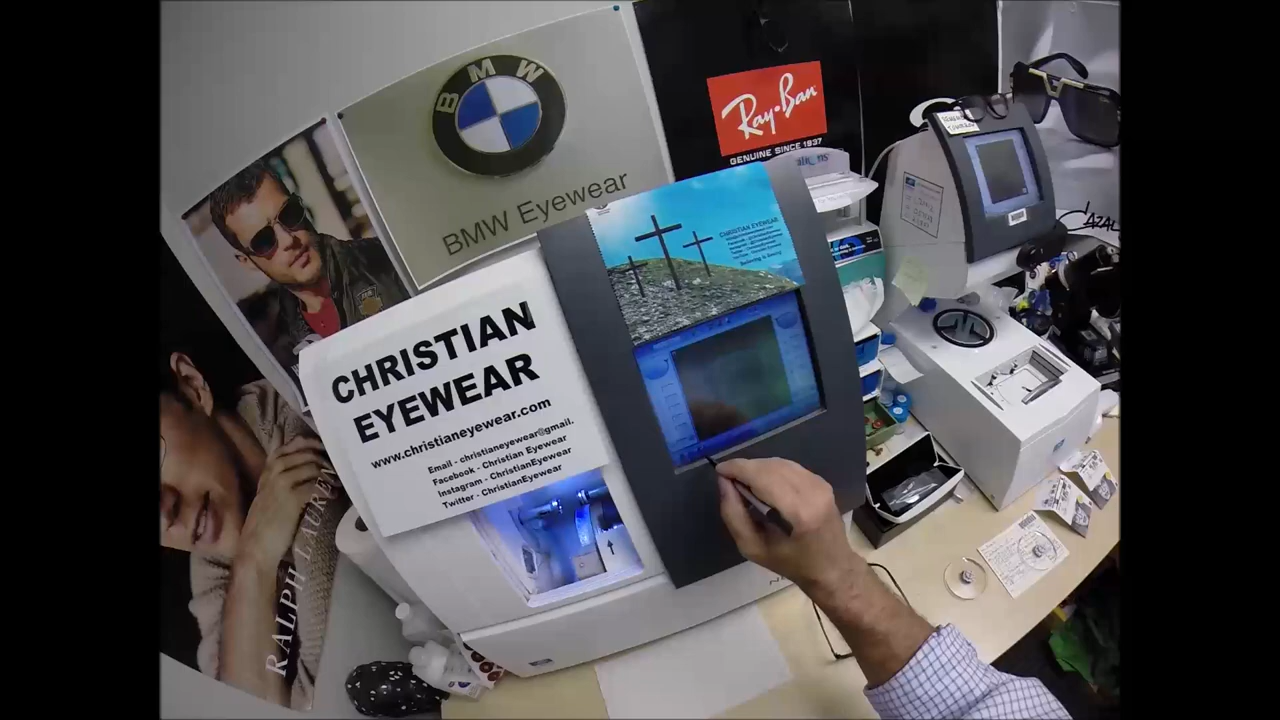 BMW
BMW Eyewear
Ray-Ban
GENUINE SINCE 1937
CHRISTIAN
EYEWEAR
www.christianeyewear.com
Email - christianeyewear@gmail.
Facebook - Christian Eyewear
Instagram - ChristianEyewear
Twitter - ChristianEyewear
CHRISTIAN EYEWEAR
RALPH LAUREN
CAZAL